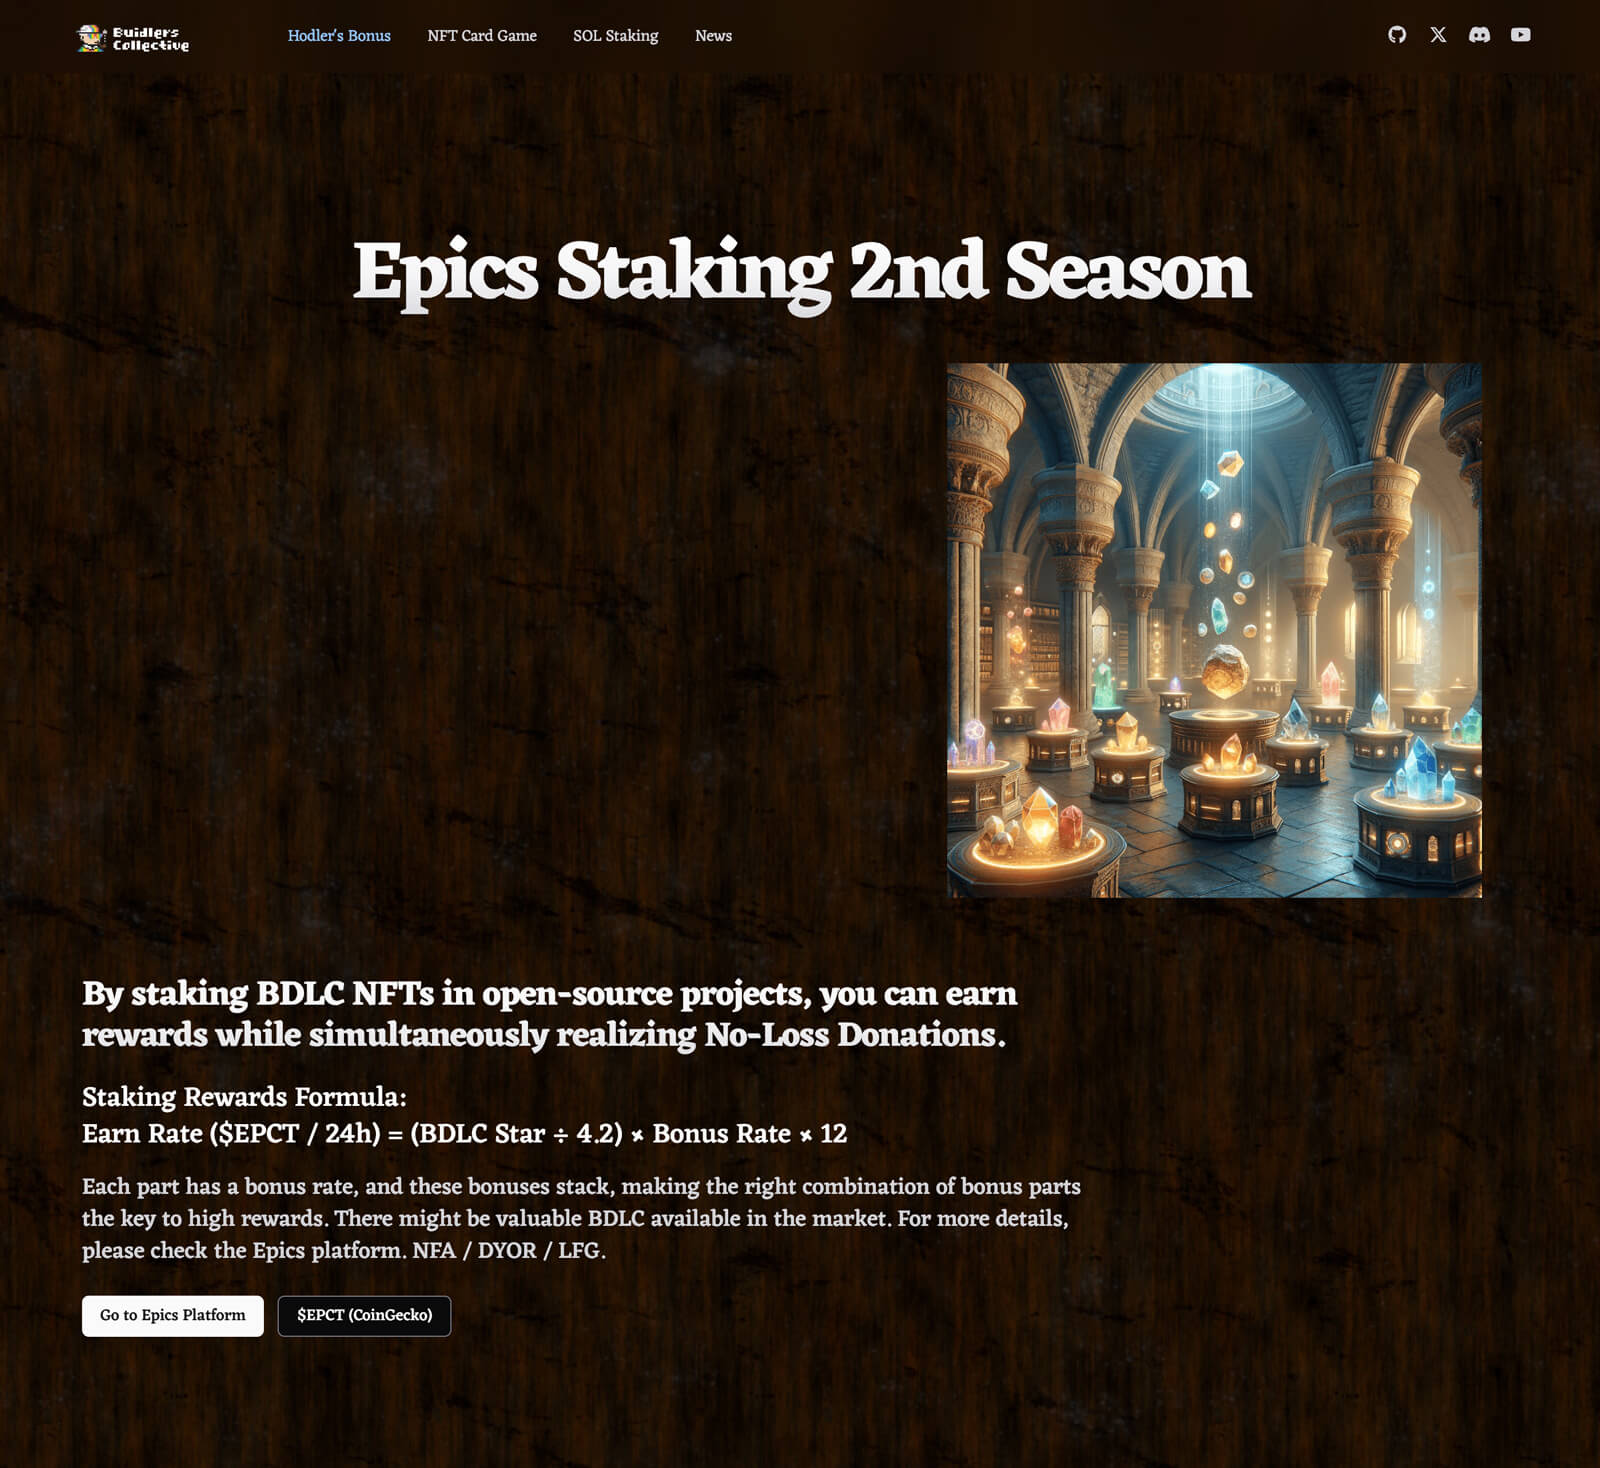 Buidlers
Collective
Hodler's Bonus
NFT Card Game
SOL Staking
News
Epics Staking 2nd Season
By staking BDLC NFTs in open-source projects, you can earn
rewards while simultaneously realizing No-Loss Donations.
Staking Rewards Formula:
Earn Rate ($EPCT / 24h) = (BDLC Star ÷ 4.2) × Bonus Rate × 12
Each part has a bonus rate, and these bonuses stack, making the right combination of bonus parts
the key to high rewards. There might be valuable BDLC available in the market. For more details,
please check the Epics platform. NFA / DYOR / LFG.
Go to Epics Platform
$EPCT (CoinGecko)